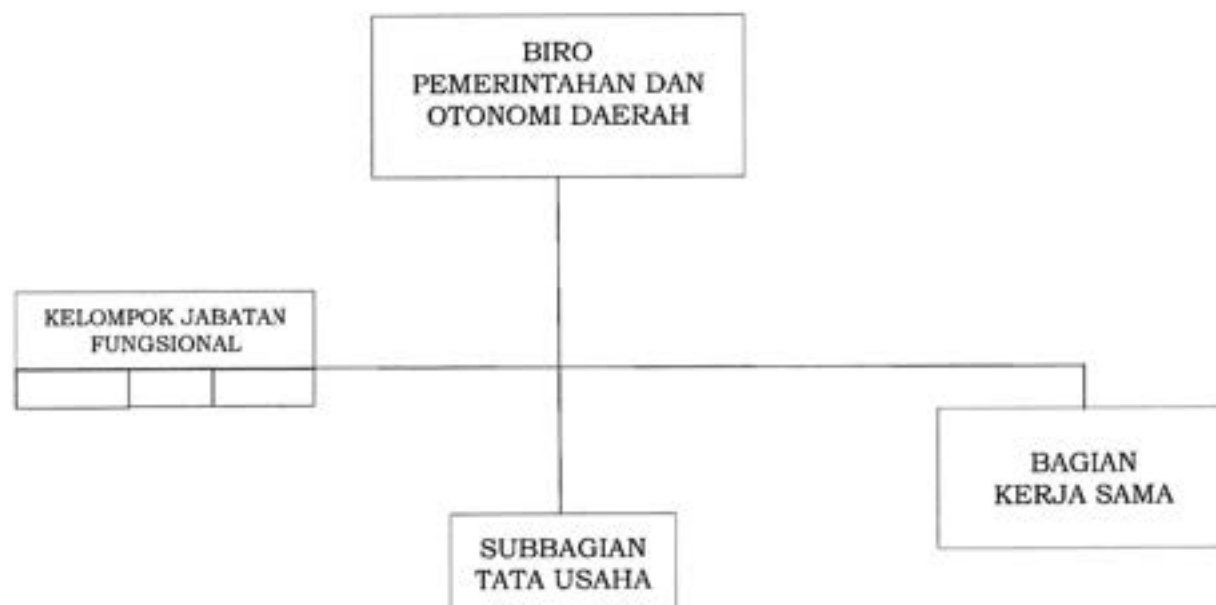 BIRO
PEMERINTAHAN DAN
OTONOMI DAERAH
KELOMPOK JABATAN
FUNGSIONAL
BAGIAN
KERJA SAMA
SUBBAGIAN
TATA USAHA